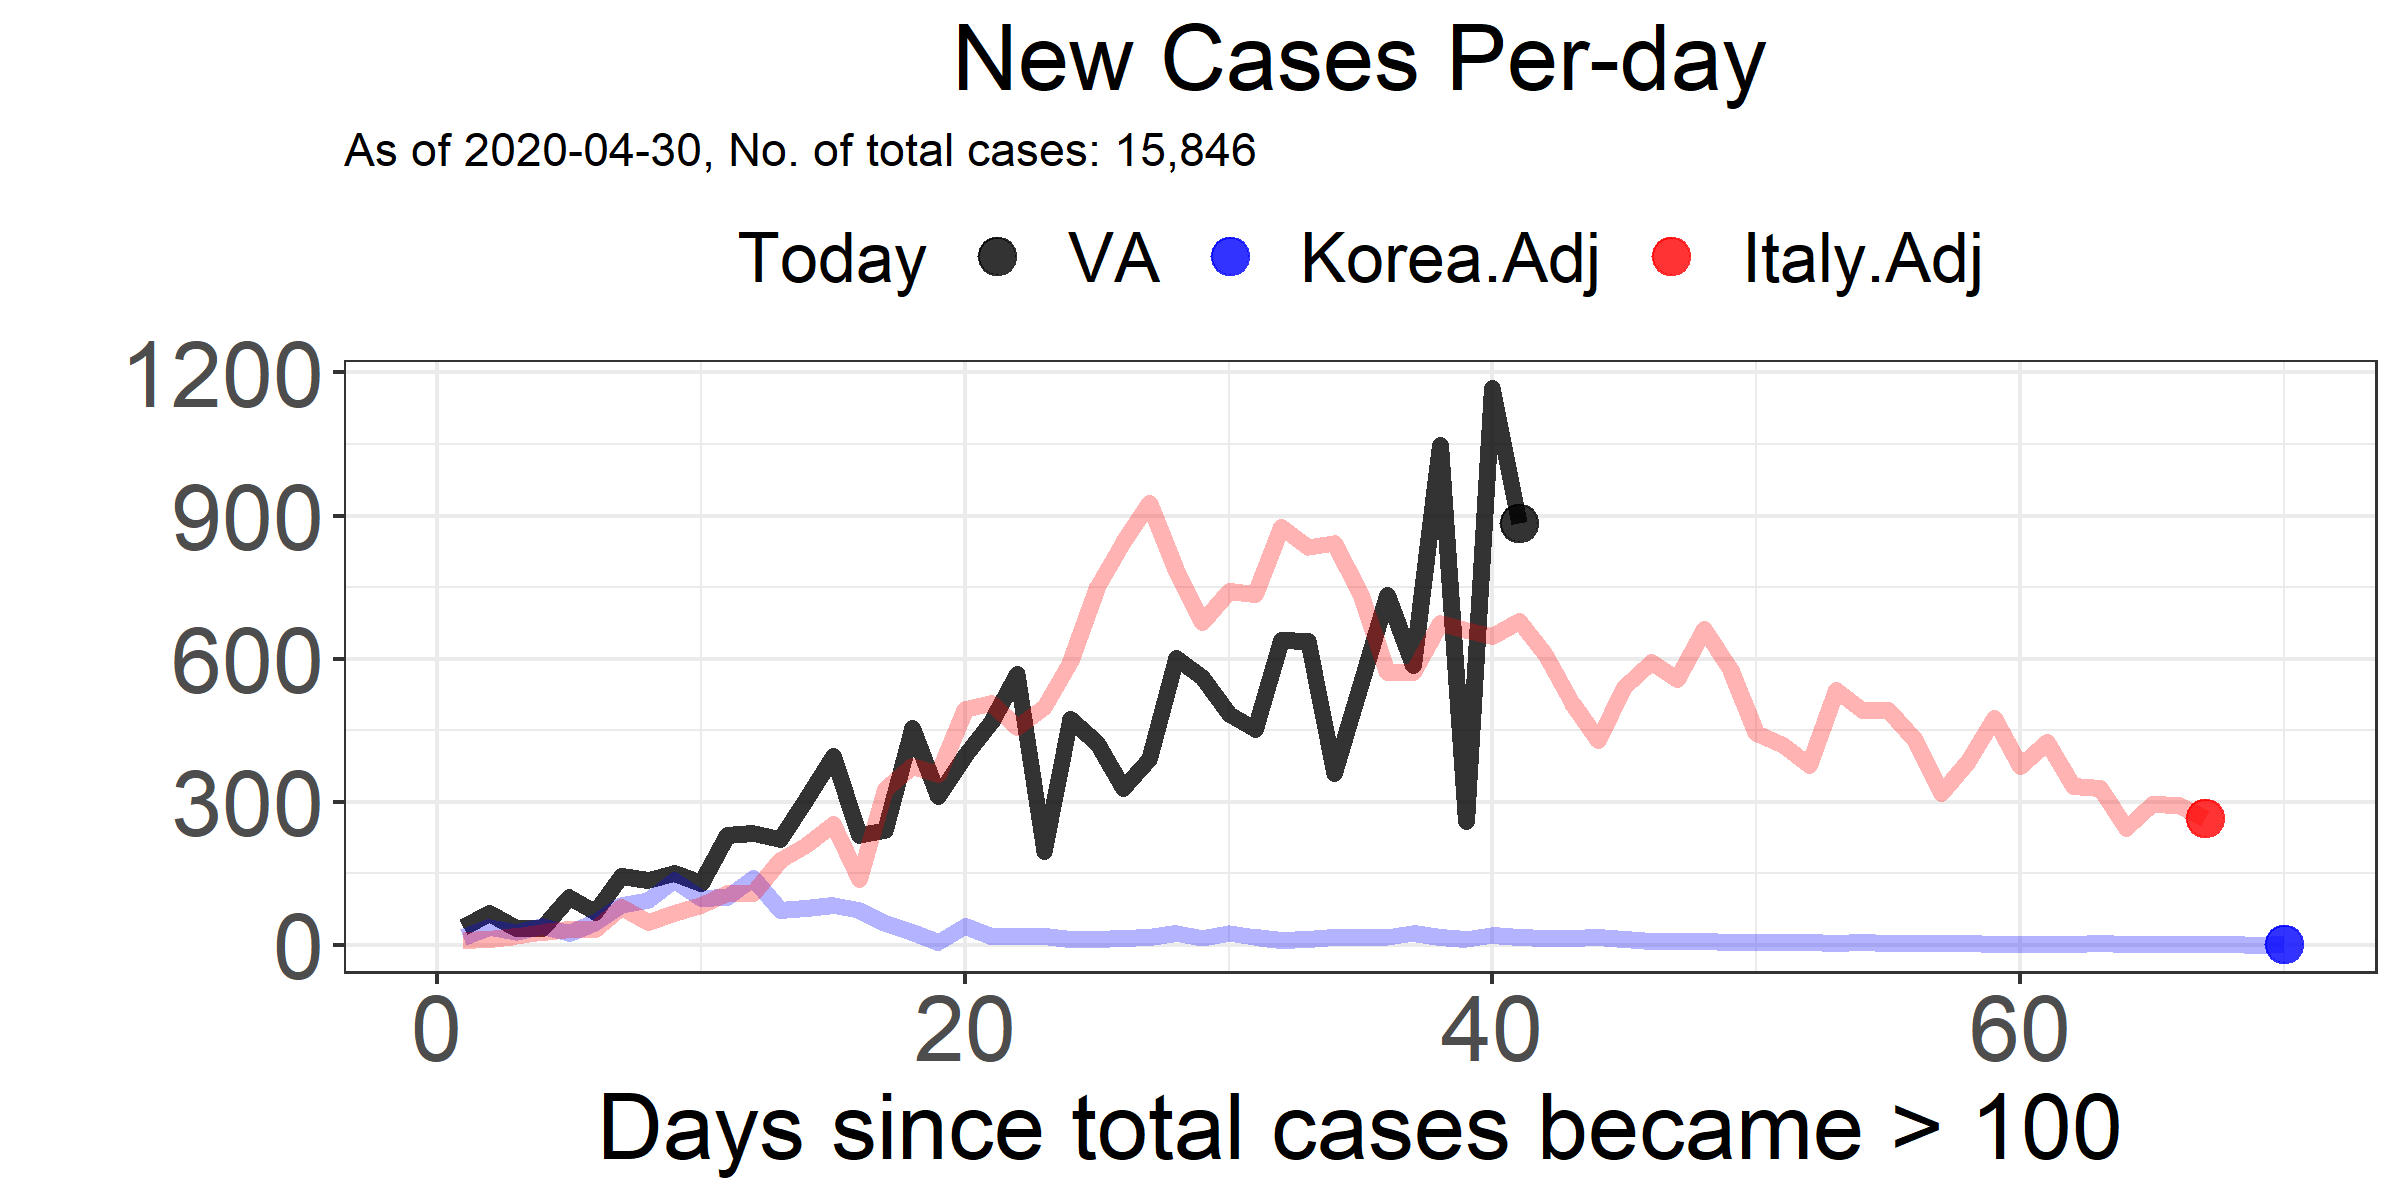 New Cases Per-day
As of 2020-04-30, No. of total cases: 15,846
Today VA Korea.Adj Italy.Adj
1200
900
600
300
0
0 20 40 60
Days since total cases became > 100